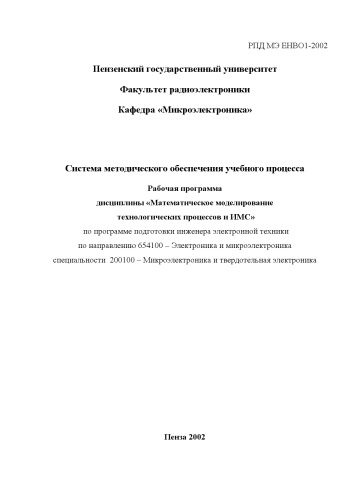 РПД МЭ ЕНВО1-2002
Пензенский государственный университет
Факультет радиоэлектроники
Кафедра «Микроэлектроника»
Система методического обеспечения учебного процесса
Рабочая программа
дисциплины «Математическое моделирование
технологических процессов и ИМС»
по программе подготовки инженера электронной техники
по направлению 654100 – Электроника и микроэлектроника
специальности 200100 – Микроэлектроника и твердотельная электроника
Пенза 2002